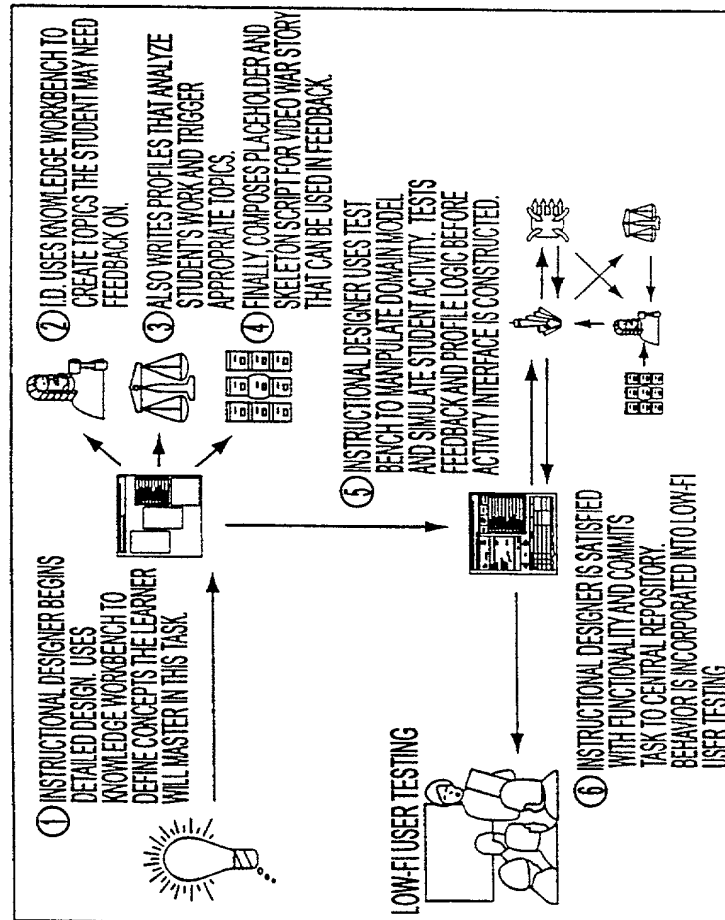 ① INSTRUCTIONAL DESIGNER BEGINS
DETAILED DESIGN. USES
KNOWLEDGE WORKBENCH TO
DEFINE CONCEPTS THE LEARNER
WILL MASTER IN THIS TASK.
② I.D. USES KNOWLEDGE WORKBENCH TO
CREATE TOPICS THE STUDENT MAY NEED
FEEDBACK ON.
③ ALSO WRITES PROFILES THAT ANALYZE
STUDENT'S WORK AND TRIGGER
APPROPRIATE TOPICS.
④ FINALLY, COMPOSES PLACEHOLDER AND
SKELETON SCRIPT FOR VIDEO WAR STORY
THAT CAN BE USED IN FEEDBACK.
⑤ INSTRUCTIONAL DESIGNER USES TEST
BENCH TO MANIPULATE DOMAIN MODEL.
AND SIMULATE STUDENT ACTIVITY. TESTS
FEEDBACK AND PROFILE LOGIC BEFORE
ACTIVITY INTERFACE IS CONSTRUCTED.
LOW-FI USER TESTING
⑥ INSTRUCTIONAL DESIGNER IS SATISFIED
WITH FUNCTIONALITY AND COMMITS
TASK TO CENTRAL REPOSITORY.
BEHAVIOR IS INCORPORATED INTO LOW-FI
USER TESTING